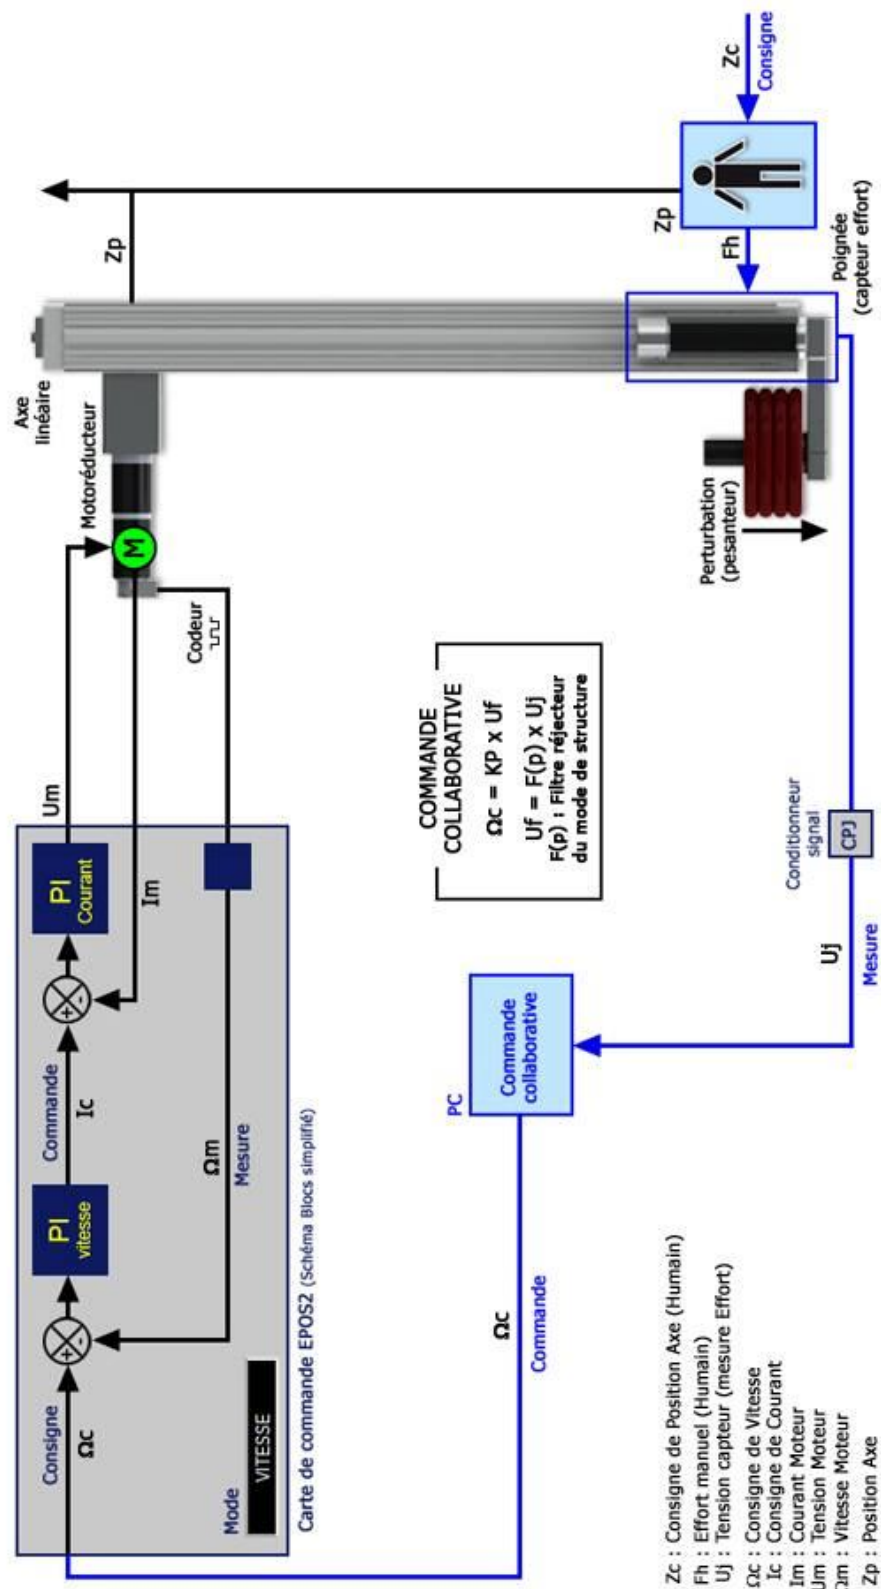 Consigne
Ωc
+
-
PI
vitesse
Commande
Ic
+
-
PI
Courant
Um
Im
Ωm
Mesure
Mode
VITESSE
Carte de commande EPOS2 (Schéma Blocs simplifié)
Codeur
M
Motoréducteur
Axe
linéaire
Zp
Zp
Zc
Consigne
Fh
Poignée
(capteur effort)
Perturbation
(pesanteur)
COMMANDE
COLLABORATIVE
Ωc = KP x Uf
Uf = F(p) x Uj
F(p) : Filtre réjecteur
du mode de structure
PC
Commande
collaborative
Ωc
Commande
Conditionneur
signal
CPJ
Uj
Mesure
Zc : Consigne de Position Axe (Humain)
Fh : Effort manuel (Humain)
Uj : Tension capteur (mesure Effort)
Ωc : Consigne de Vitesse
Ic : Consigne de Courant
Im : Courant Moteur
Um : Tension Moteur
Ωm : Vitesse Moteur
Zp : Position Axe